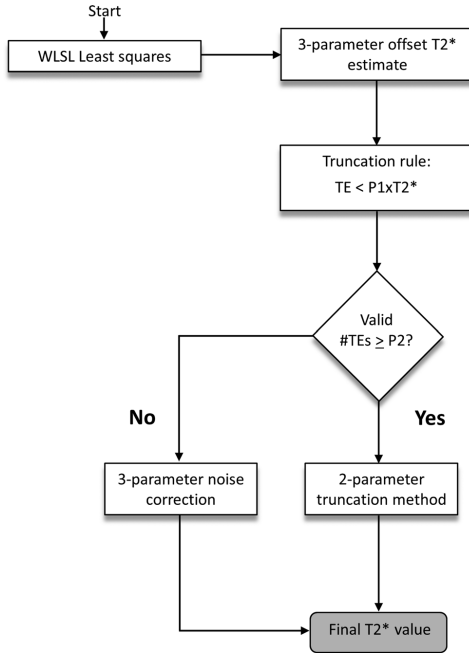 Start
WLSL Least squares
3-parameter offset T2*
estimate
Truncation rule:
TE < P1xT2*
Valid
#TEs ≥ P2?
No
Yes
3-parameter noise
correction
2-parameter
truncation method
Final T2* value